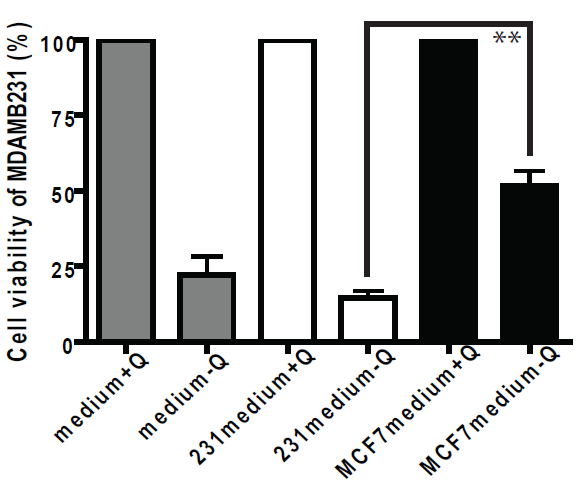 Cell viability of MDAMB231 (%)
100
75
50
25
0
**
medium+Q
medium-Q
231medium+Q
231medium-Q
MCF7medium+Q
MCF7medium-Q